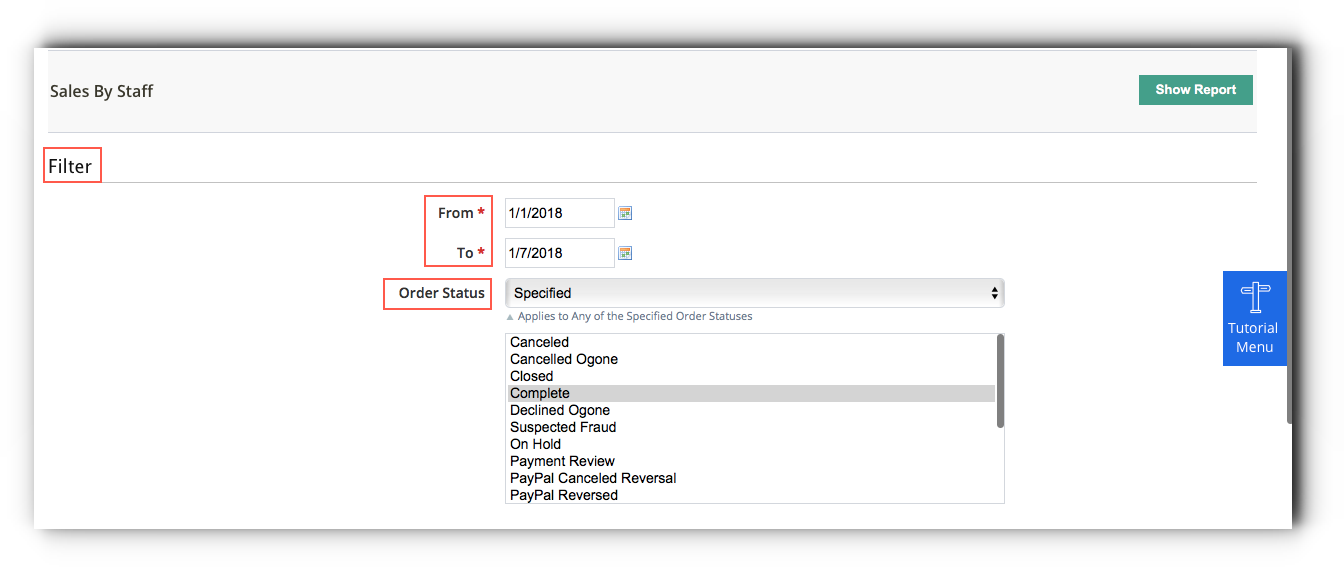 Sales By Staff
Show Report
Filter
From *
1/1/2018
To *
1/7/2018
Order Status
Specified
Applies to Any of the Specified Order Statuses
Canceled
Cancelled Ogone
Closed
Complete
Declined Ogone
Suspected Fraud
On Hold
Payment Review
PayPal Canceled Reversal
PayPal Reversed
Tutorial
Menu